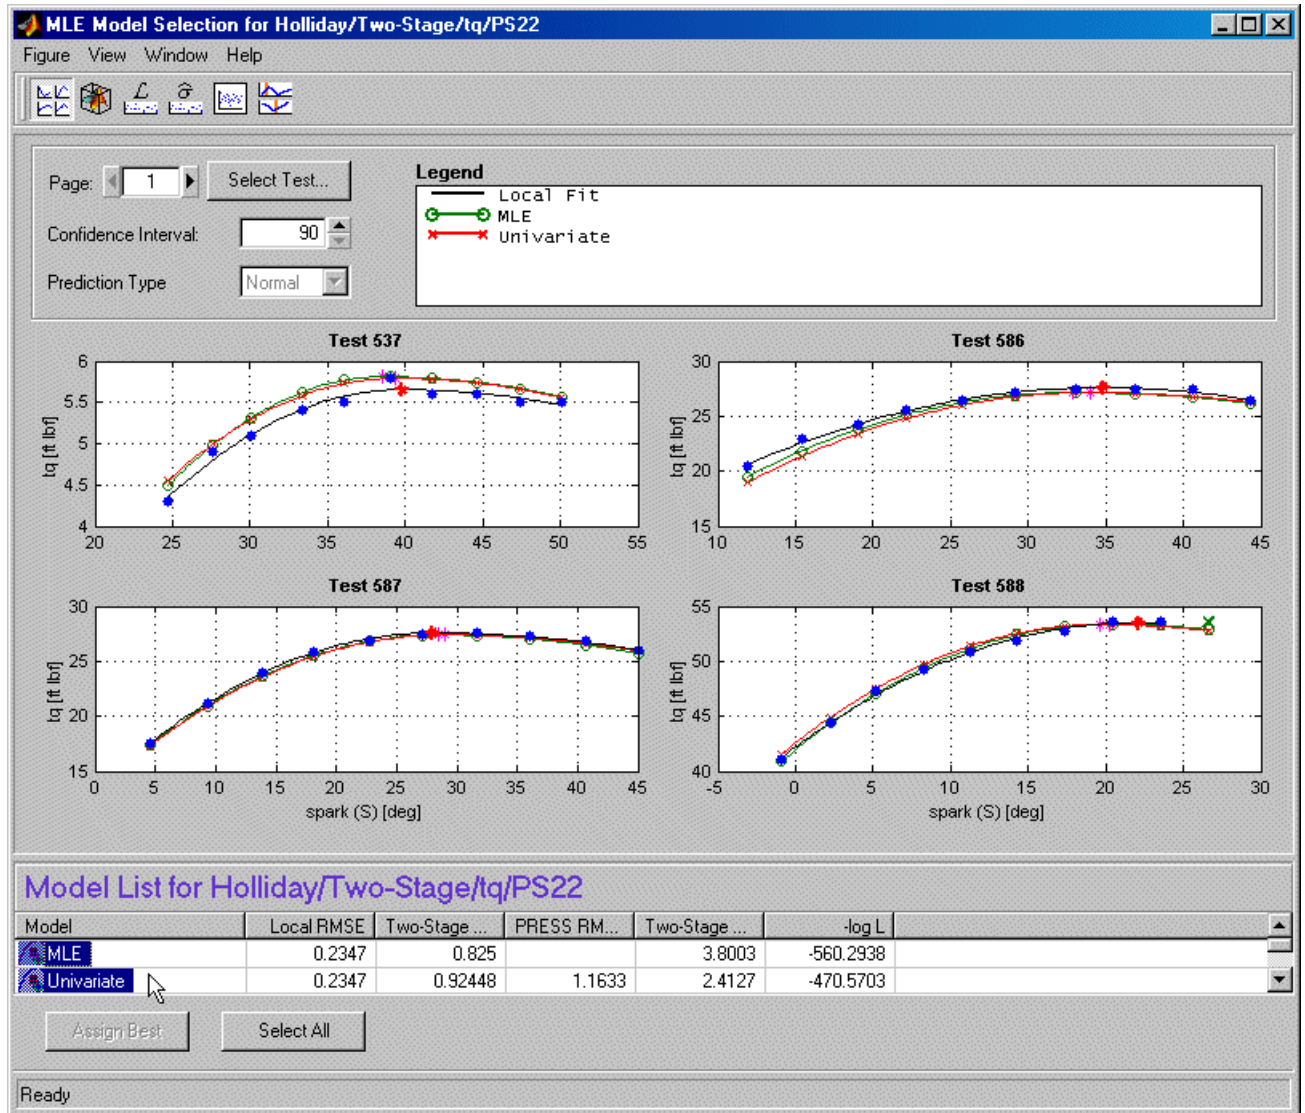 MLE Model Selection for Holliday/Two-Stage/tq/PS22
Figure View Window Help
Page: 1 Select Test...
Confidence Interval: 90
Prediction Type Normal
Legend
Local Fit
MLE
Univariate
Test 537
6
5.5
5
4.5
4
tq [ft lbf]
20 25 30 35 40 45 50 55
Test 586
30
25
20
15
tq [ft lbf]
10 15 20 25 30 35 40 45
Test 587
30
25
20
15
tq [ft lbf]
0 5 10 15 20 25 30 35 40 45
spark (S) [deg]
Test 588
55
50
45
40
tq [ft lbf]
-5 0 5 10 15 20 25 30
spark (S) [deg]
Model List for Holliday/Two-Stage/tq/PS22
Model Local RMSE Two-Stage ... PRESS RM... Two-Stage ... -log L
MLE 0.2347 0.825 3.8003 -560.2938
Univariate 0.2347 0.92448 1.1633 2.4127 -470.5703
Assign Best Select All
Ready